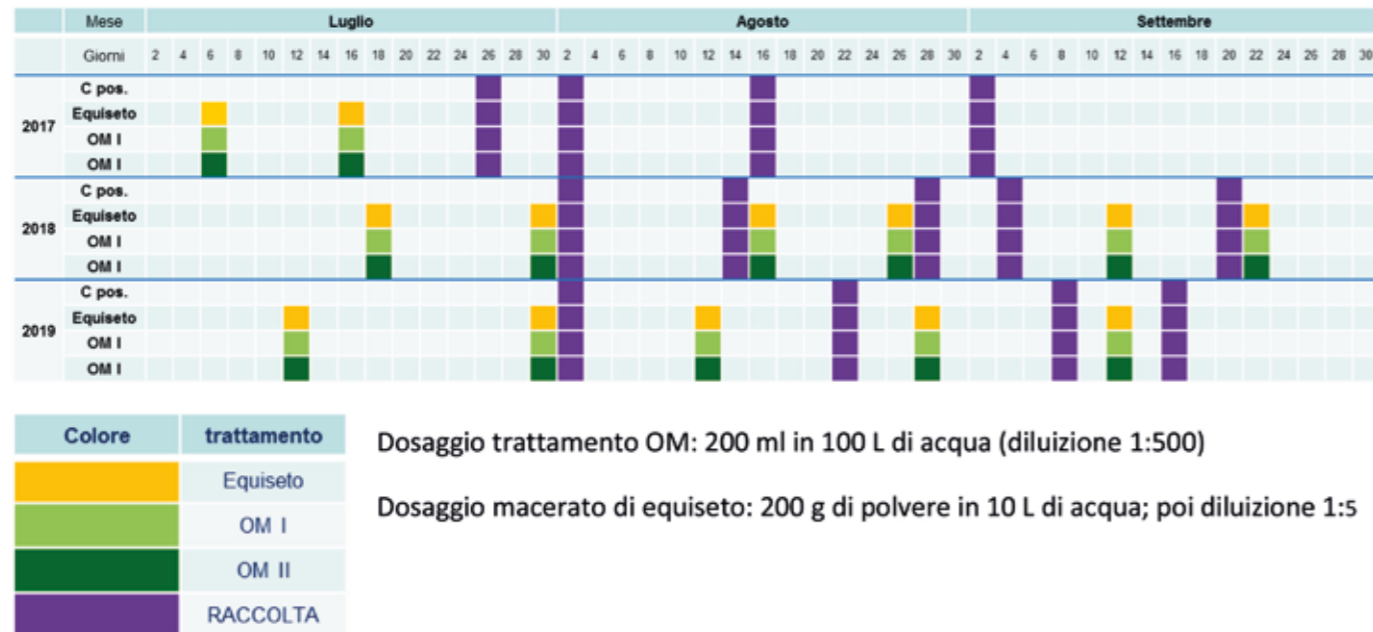 Mese Luglio Agosto Settembre
Giorni 2 4 6 8 10 12 14 16 18 20 22 24 26 28 30 2 4 6 8 10 12 14 16 18 20 22 24 26 28 30 2 4 6 8 10 12 14 16 18 20 22 24 26 28 30
2017
C pos.
Equiseto
OM I
OM I
2018
C pos.
Equiseto
OM I
OM I
2019
C pos.
Equiseto
OM I
OM I
Colore trattamento
Equiseto
OM I
OM II
RACCOLTA
Dosaggio trattamento OM: 200 ml in 100 L di acqua (diluizione 1:500)
Dosaggio macerato di equiseto: 200 g di polvere in 10 L di acqua; poi diluizione 1:5